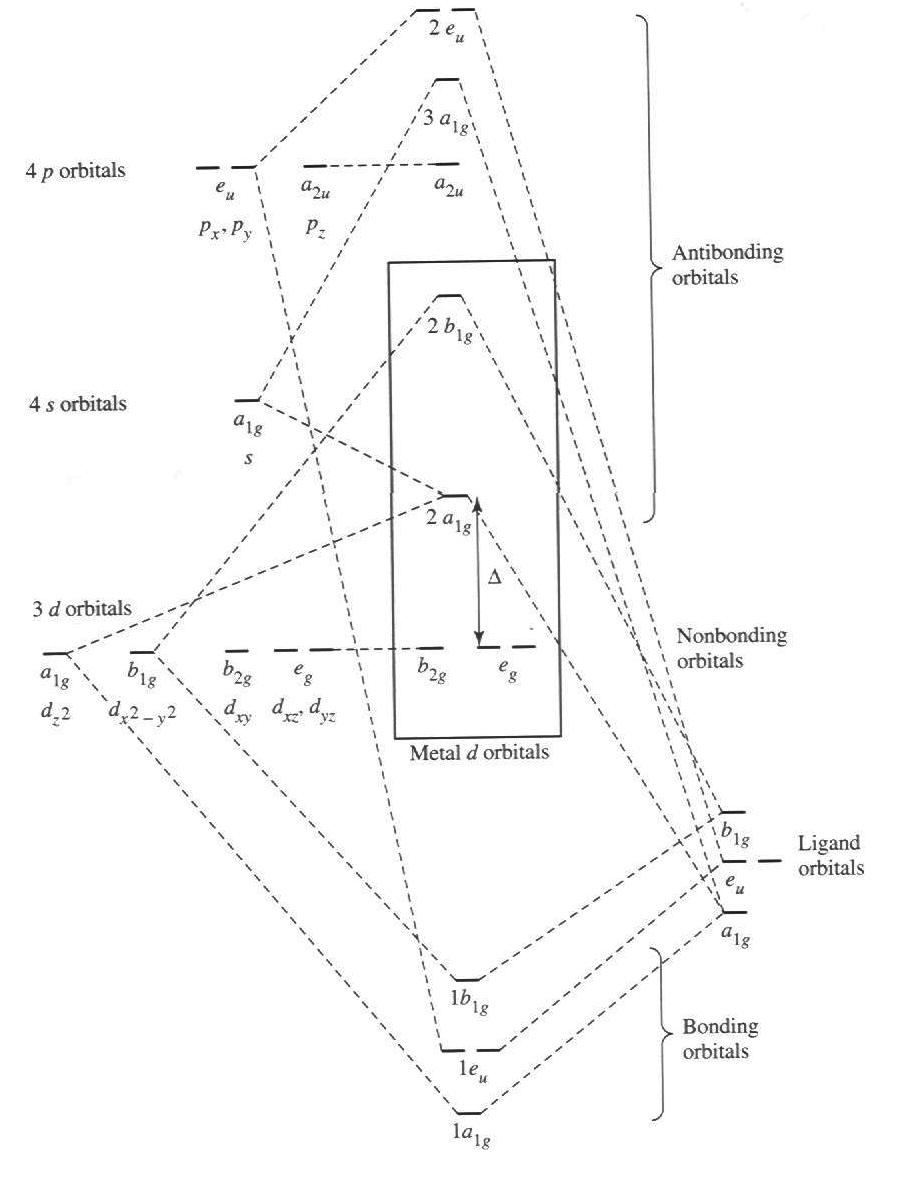 2 e_u
3 a_1g
4 p orbitals
e_u
a_2u
a_2u
p_x, p_y
p_z
Antibonding
orbitals
2 b_1g
4 s orbitals
a_1g
s
2 a_1g
Δ
3 d orbitals
Nonbonding
orbitals
a_1g
b_1g
b_2g
e_g
b_2g
e_g
d_z²
d_x²−y²
d_xy
d_xz, d_yz
Metal d orbitals
b_1g
Ligand
orbitals
e_u
a_1g
1b_1g
Bonding
orbitals
1e_u
1a_1g